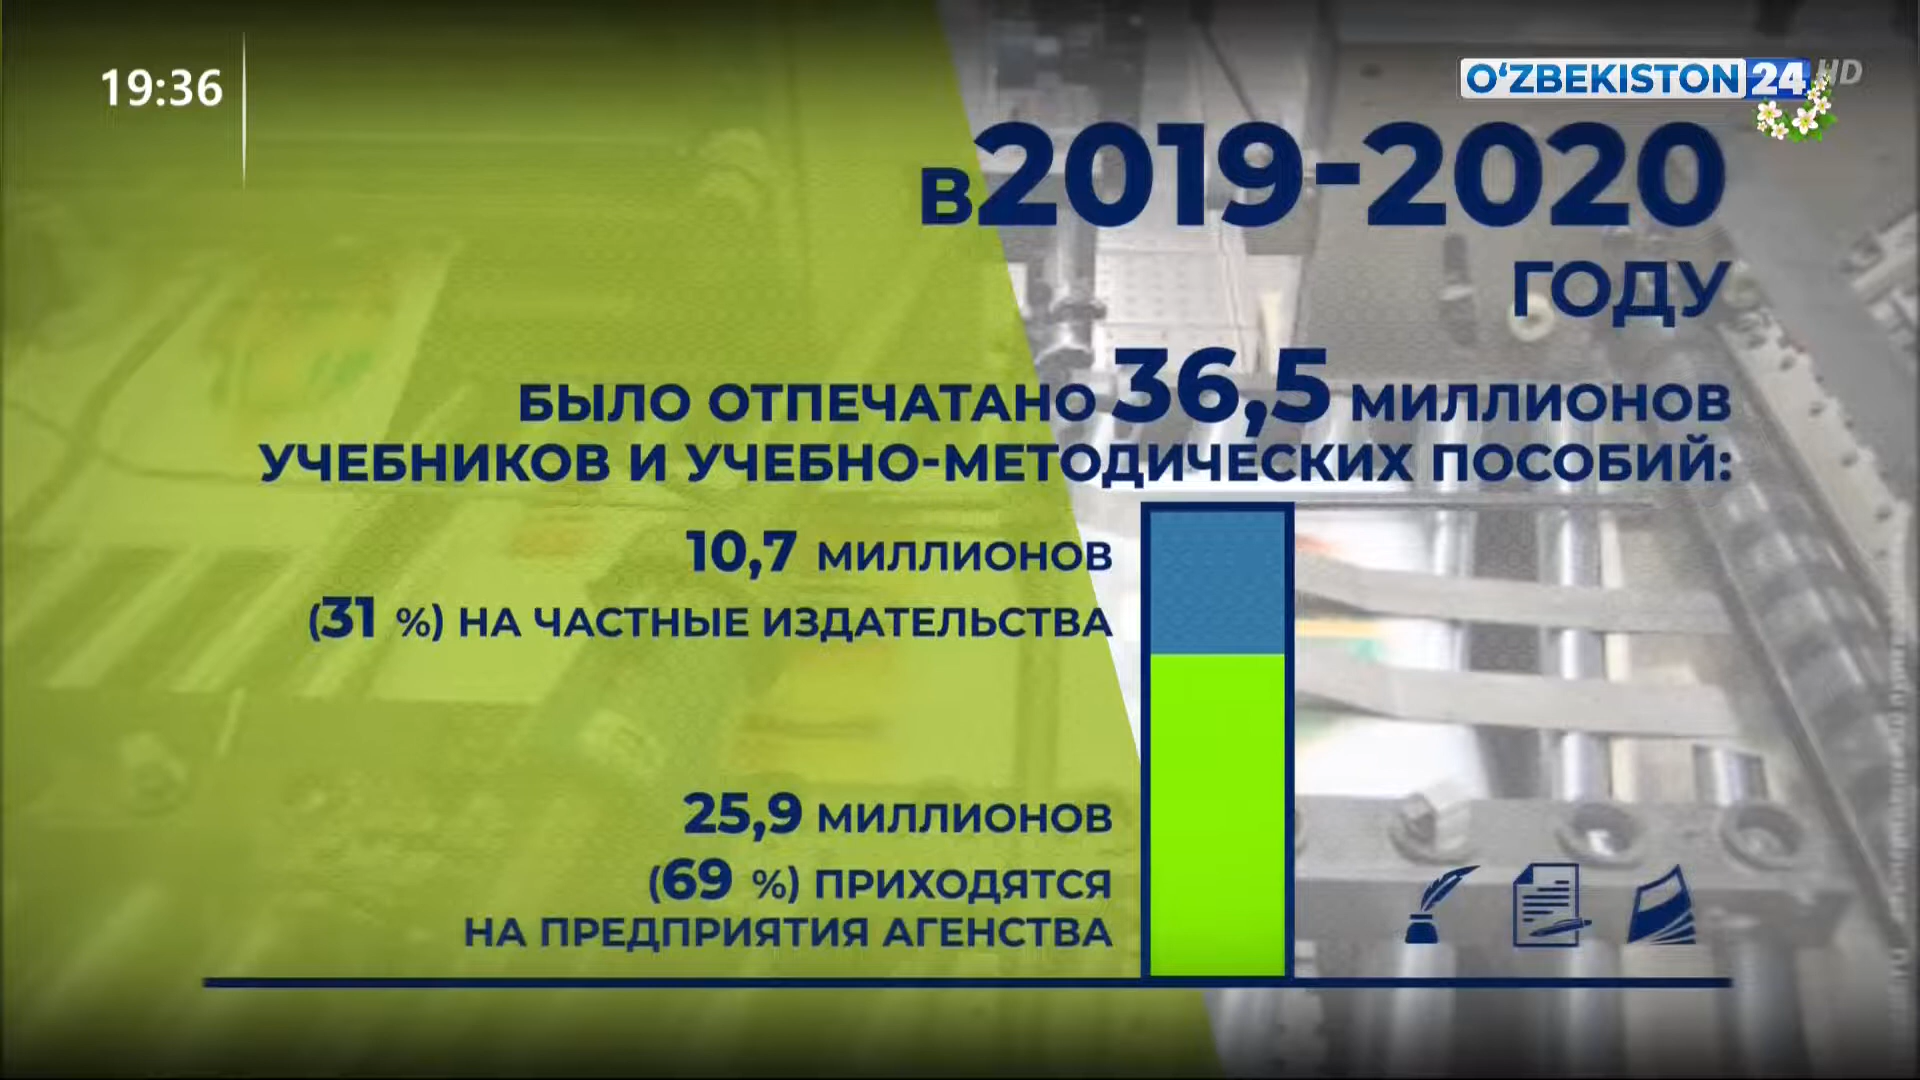 19:36
O‘ZBEKISTON 24 HD
В 2019-2020
ГОДУ
БЫЛО ОТПЕЧАТАНО 36,5 МИЛЛИОНОВ
УЧЕБНИКОВ И УЧЕБНО-МЕТОДИЧЕСКИХ ПОСОБИЙ:
10,7 МИЛЛИОНОВ
(31 %) НА ЧАСТНЫЕ ИЗДАТЕЛЬСТВА
25,9 МИЛЛИОНОВ
(69 %) ПРИХОДЯТСЯ
НА ПРЕДПРИЯТИЯ АГЕНСТВА